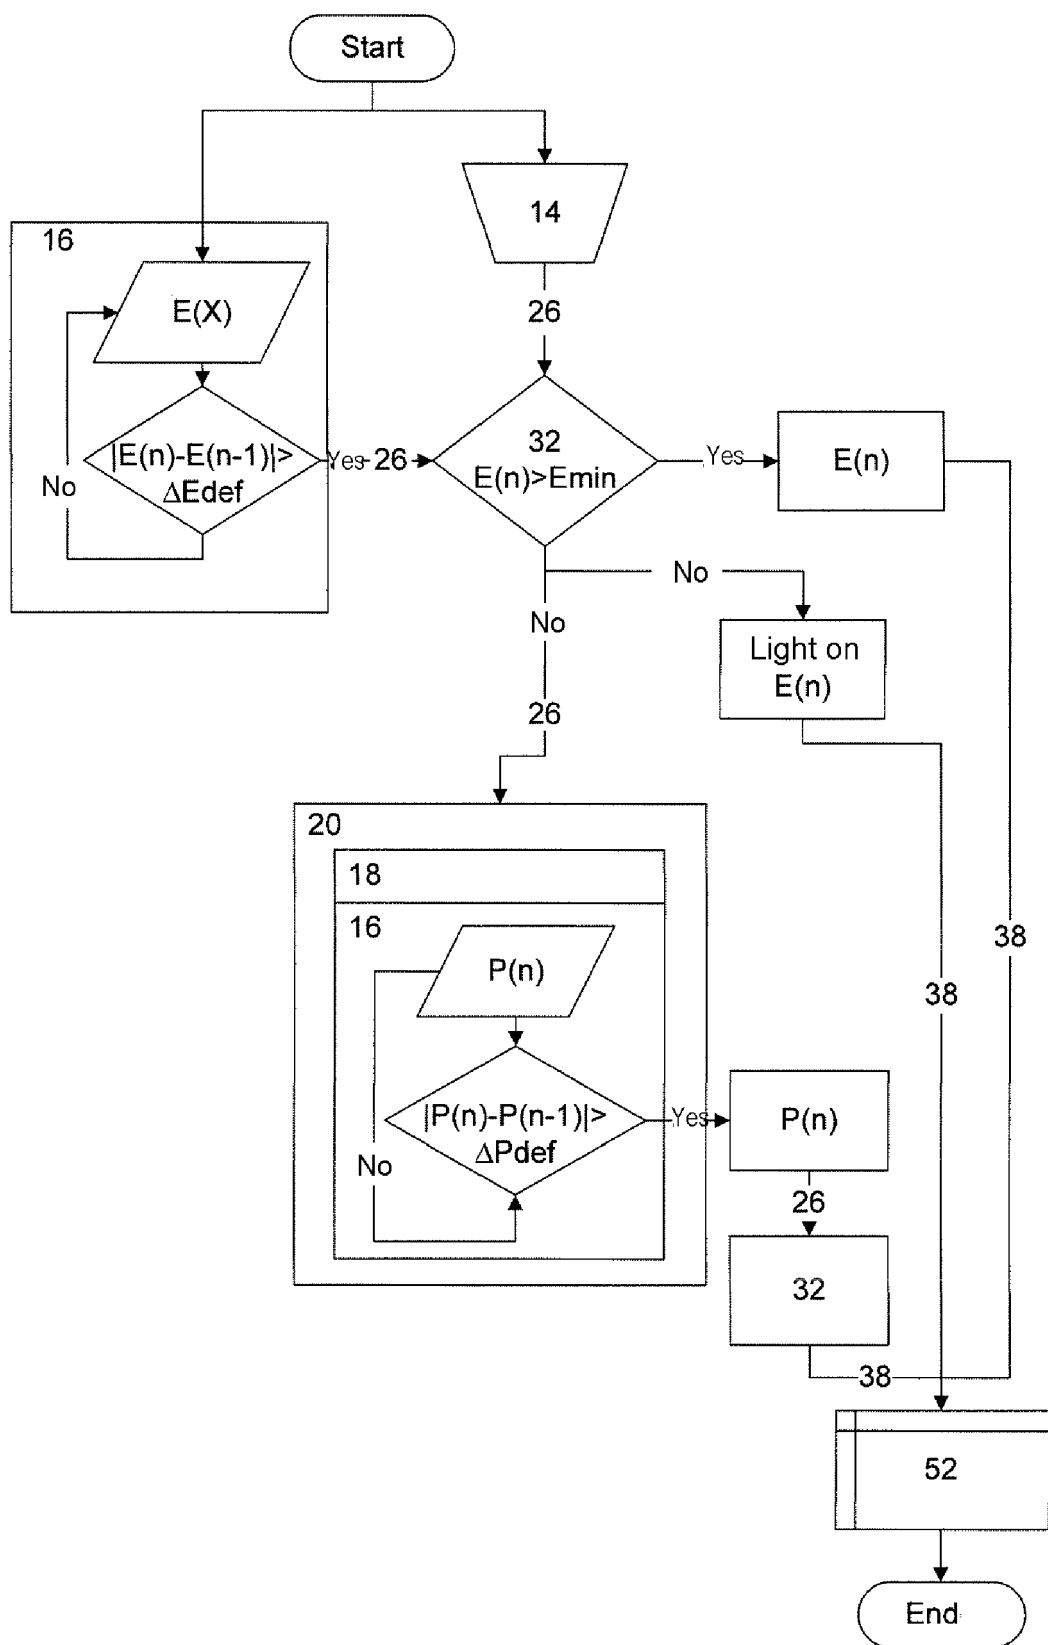 Start
14
16
E(X)
26
|E(n)-E(n-1)|>
ΔEdef
No
Yes
26
32
E(n)>Emin
Yes
E(n)
No
No
Light on
E(n)
26
20
18
16
P(n)
|P(n)-P(n-1)|>
ΔPdef
No
Yes
P(n)
26
32
38
38
38
52
End